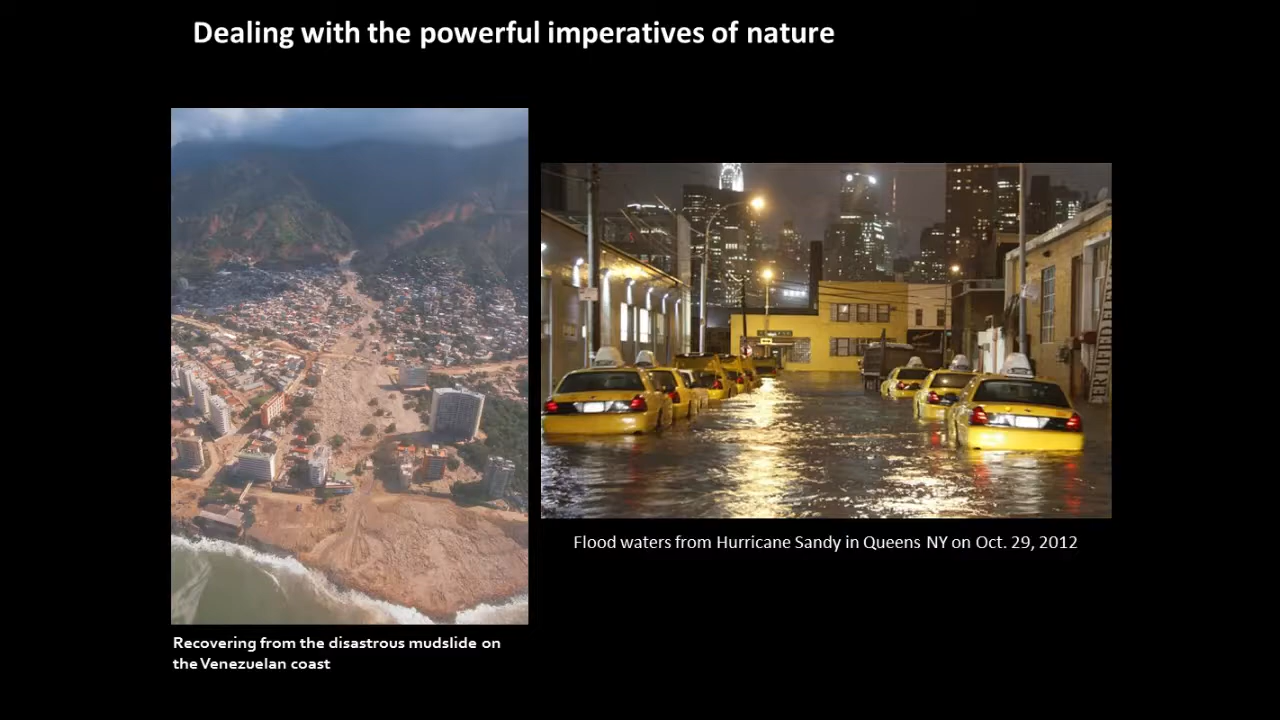 Dealing with the powerful imperatives of nature
Flood waters from Hurricane Sandy in Queens NY on Oct. 29, 2012
Recovering from the disastrous mudslide on
the Venezuelan coast